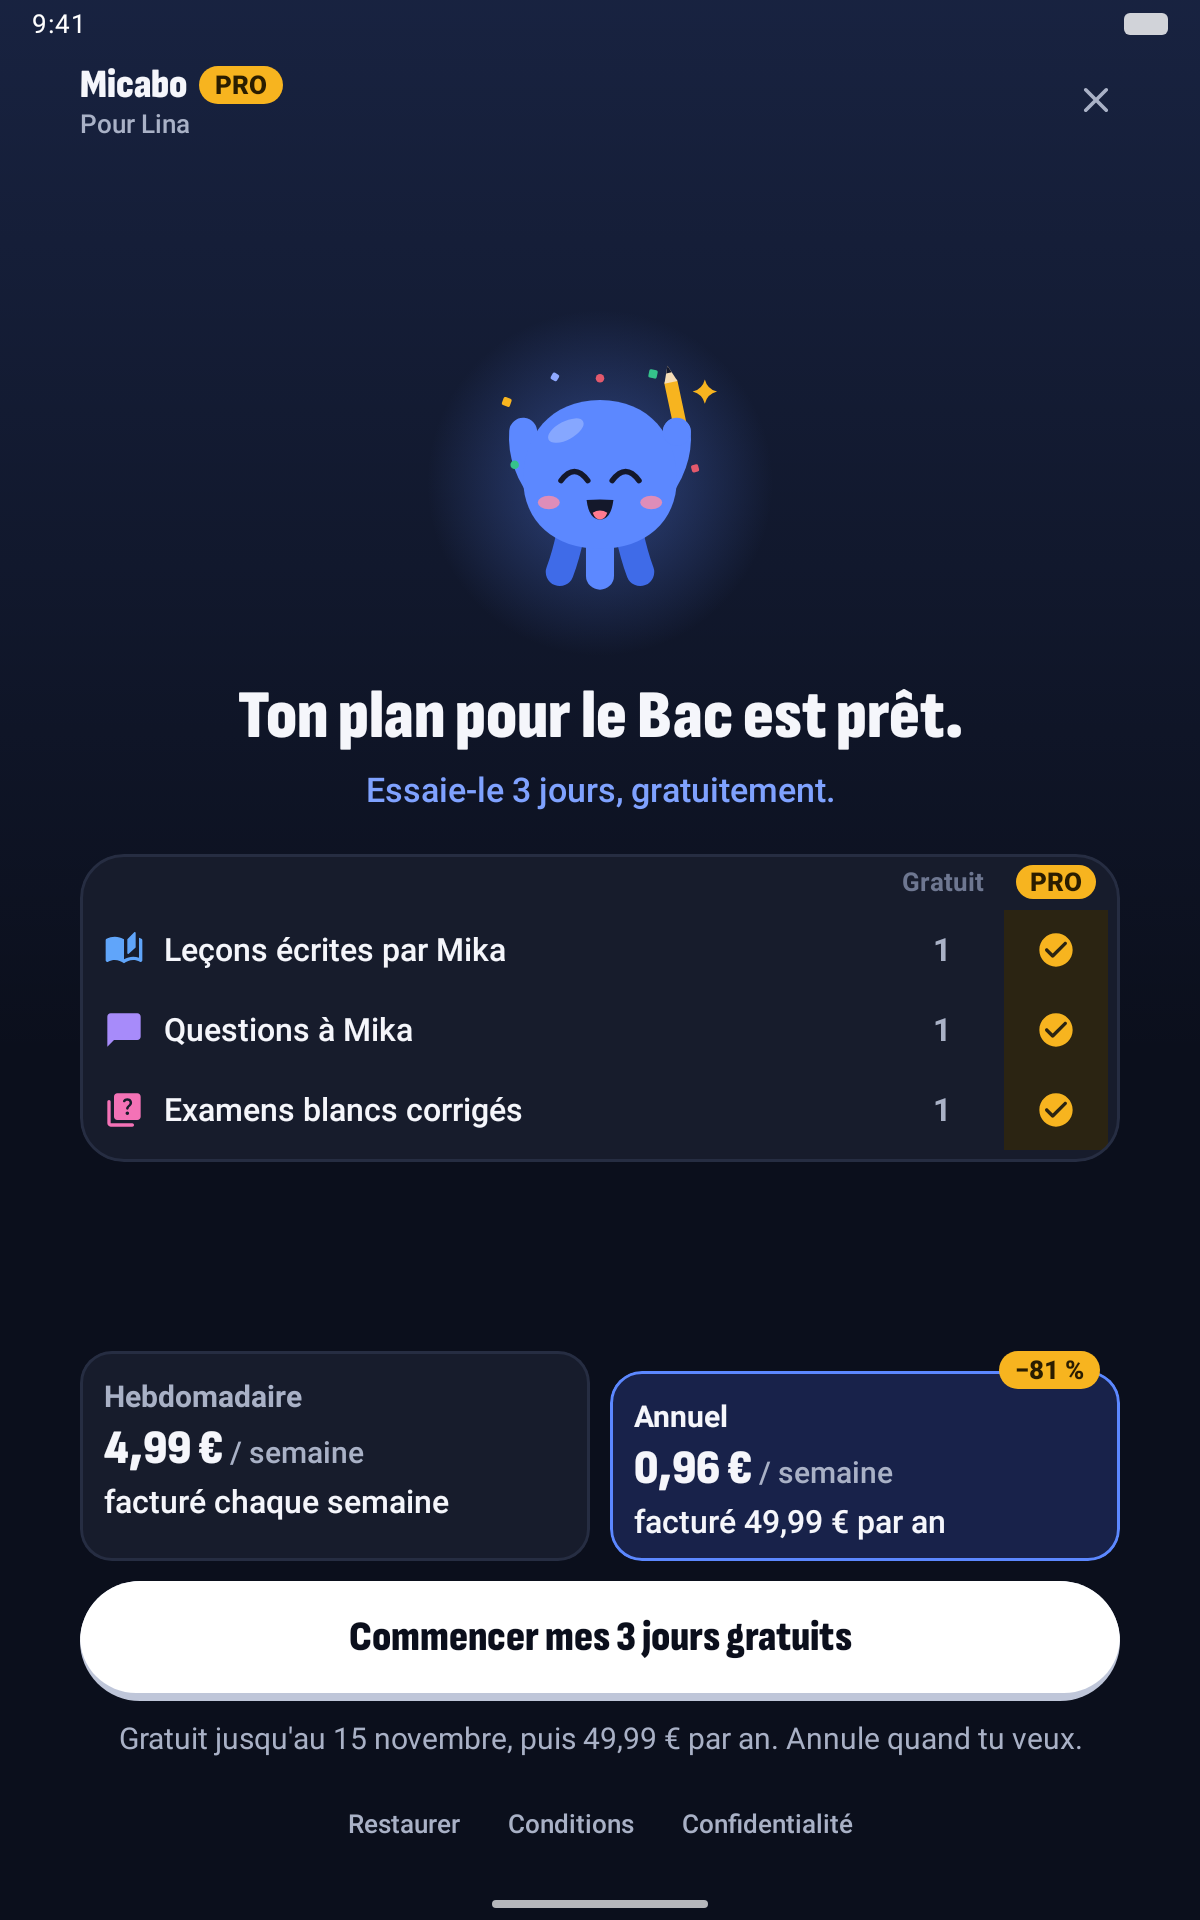 9:41
Micabo PRO
Pour Lina
Ton plan pour le Bac est prêt.
Essaie-le 3 jours, gratuitement.
Gratuit PRO
Leçons écrites par Mika 1
Questions à Mika 1
? Examens blancs corrigés 1
Hebdomadaire
4,99 € / semaine
facturé chaque semaine
−81 %
Annuel
0,96 € / semaine
facturé 49,99 € par an
Commencer mes 3 jours gratuits
Gratuit jusqu'au 15 novembre, puis 49,99 € par an. Annule quand tu veux.
Restaurer Conditions Confidentialité